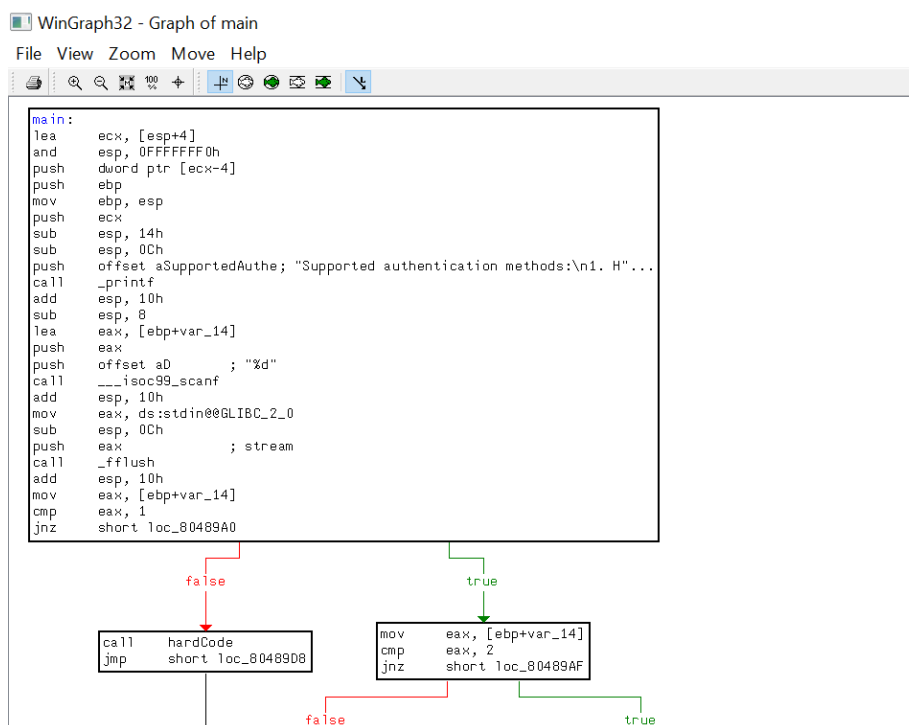 WinGraph32 - Graph of main
File View Zoom Move Help
100 %
N
main:
lea ecx, [esp+4]
and esp, 0FFFFFFF0h
push dword ptr [ecx-4]
push ebp
mov ebp, esp
push ecx
sub esp, 14h
sub esp, 0Ch
push offset aSupportedAuthe; "Supported authentication methods:\n1. H"...
call _printf
add esp, 10h
sub esp, 8
lea eax, [ebp+var_14]
push eax
push offset aD ; "%d"
call ___isoc99_scanf
add esp, 10h
mov eax, ds:stdin@@GLIBC_2_0
sub esp, 0Ch
push eax ; stream
call _fflush
add esp, 10h
mov eax, [ebp+var_14]
cmp eax, 1
jnz short loc_80489A0
false true
call hardCode
jmp short loc_80489D8
mov eax, [ebp+var_14]
cmp eax, 2
jnz short loc_80489AF
false true